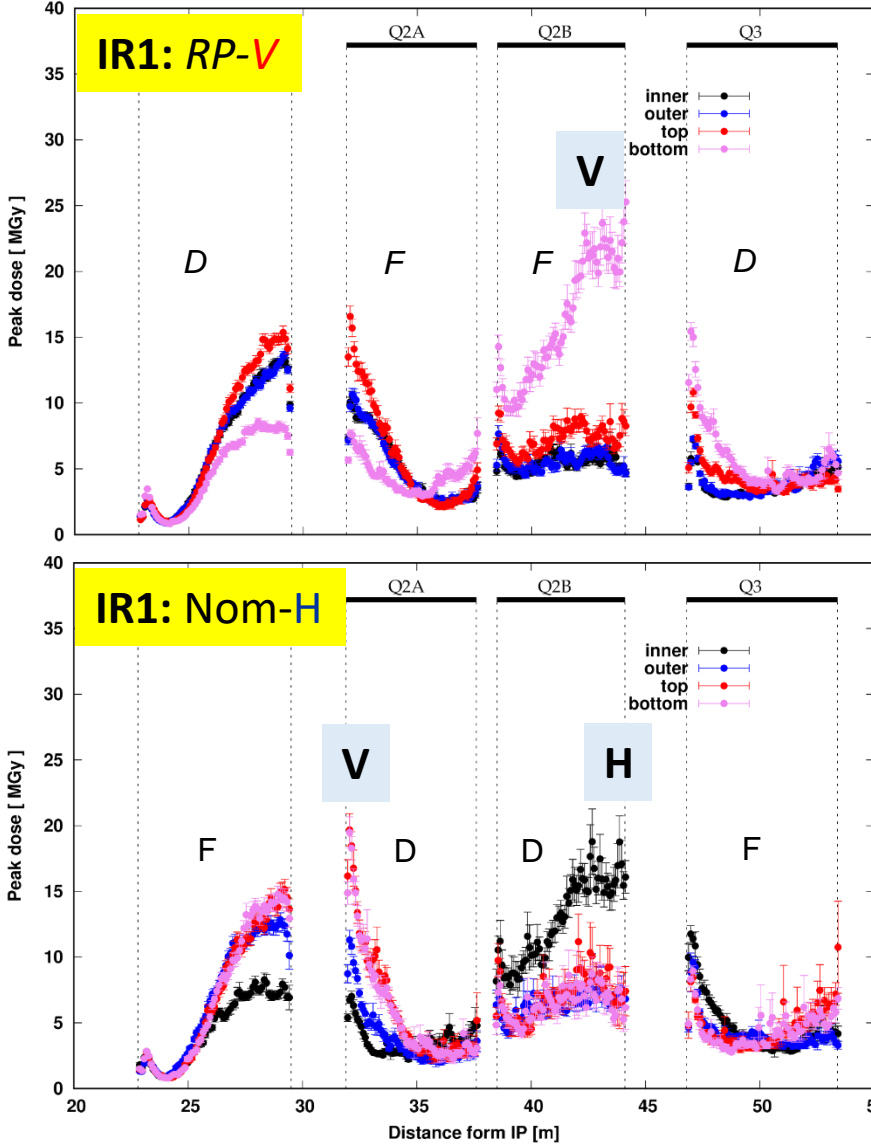 IR1: RP-V
Q2A
Q2B
Q3
inner
outer
top
bottom
V
D
F
F
D
Peak dose [ MGy ]
40
35
30
25
20
15
10
5
0
IR1: Nom-H
Q2A
Q2B
Q3
inner
outer
top
bottom
V
H
F
D
D
F
Peak dose [ MGy ]
40
35
30
25
20
15
10
5
0
20
25
30
35
40
45
50
5
Distance form IP [m]